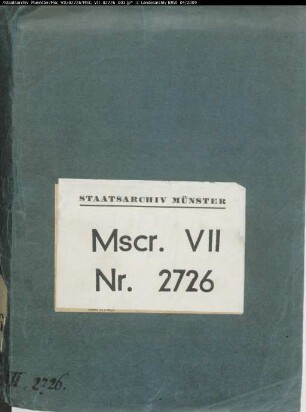 STAATSARCHIV MÜNSTER
Mscr. VII
Nr. 2726
II. 2726.